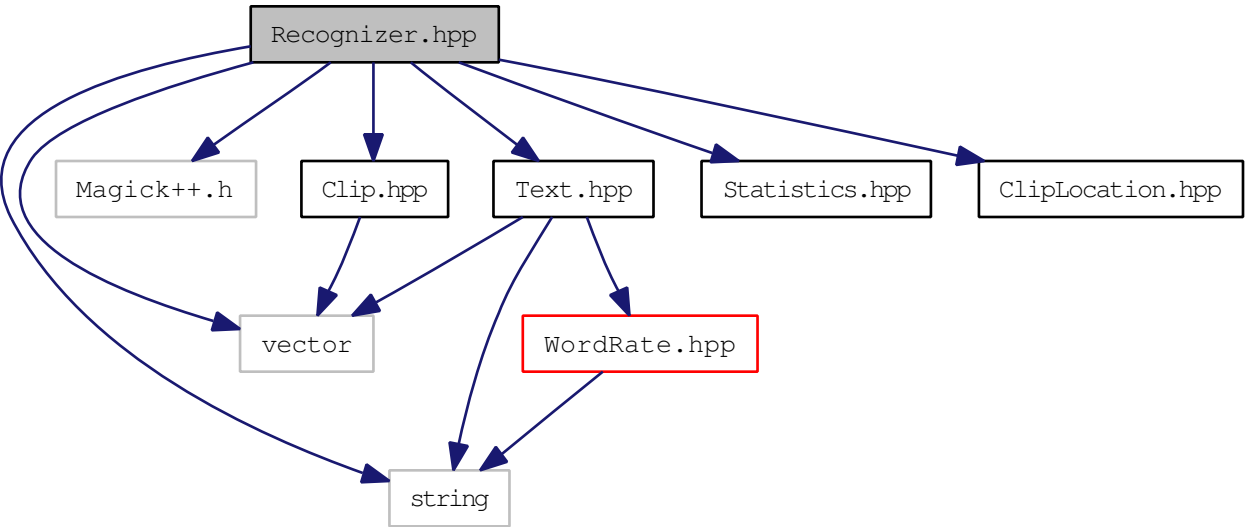 Recognizer.hpp
Magick++.h
Clip.hpp
Text.hpp
Statistics.hpp
ClipLocation.hpp
vector
WordRate.hpp
string